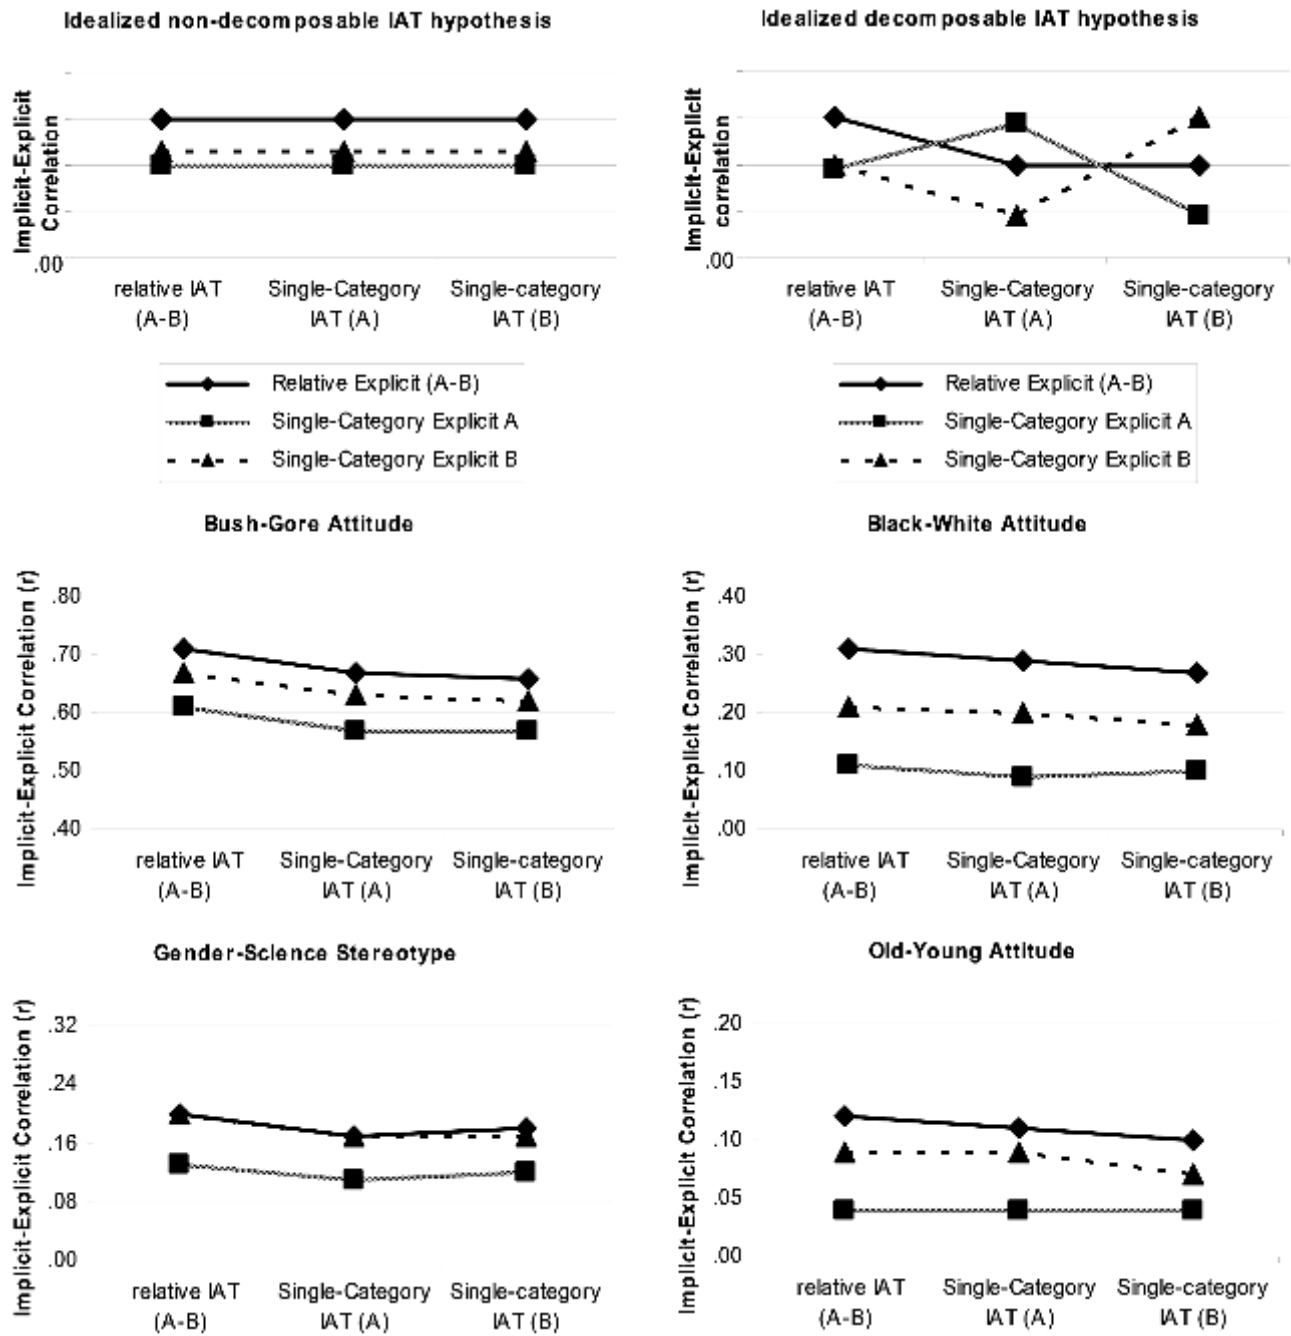 Idealized non-decomposable IAT hypothesis
Implicit-Explicit
Correlation
.00
relative IAT
(A-B)
Single-Category
IAT (A)
Single-category
IAT (B)
Relative Explicit (A-B)
Single-Category Explicit A
Single-Category Explicit B
Idealized decomposable IAT hypothesis
Implicit-Explicit
correlation
.00
relative IAT
(A-B)
Single-Category
IAT (A)
Single-category
IAT (B)
Relative Explicit (A-B)
Single-Category Explicit A
Single-Category Explicit B
Bush-Gore Attitude
Implicit-Explicit Correlation (r)
.80
.70
.60
.50
.40
relative IAT
(A-B)
Single-Category
IAT (A)
Single-category
IAT (B)
Black-White Attitude
Implicit-Explicit Correlation (r)
.40
.30
.20
.10
.00
relative IAT
(A-B)
Single-Category
IAT (A)
Single-category
IAT (B)
Gender-Science Stereotype
Implicit-Explicit Correlation (r)
.32
.24
.16
.08
.00
relative IAT
(A-B)
Single-Category
IAT (A)
Single-category
IAT (B)
Old-Young Attitude
Implicit-Explicit Correlation (r)
.20
.15
.10
.05
.00
relative IAT
(A-B)
Single-Category
IAT (A)
Single-category
IAT (B)